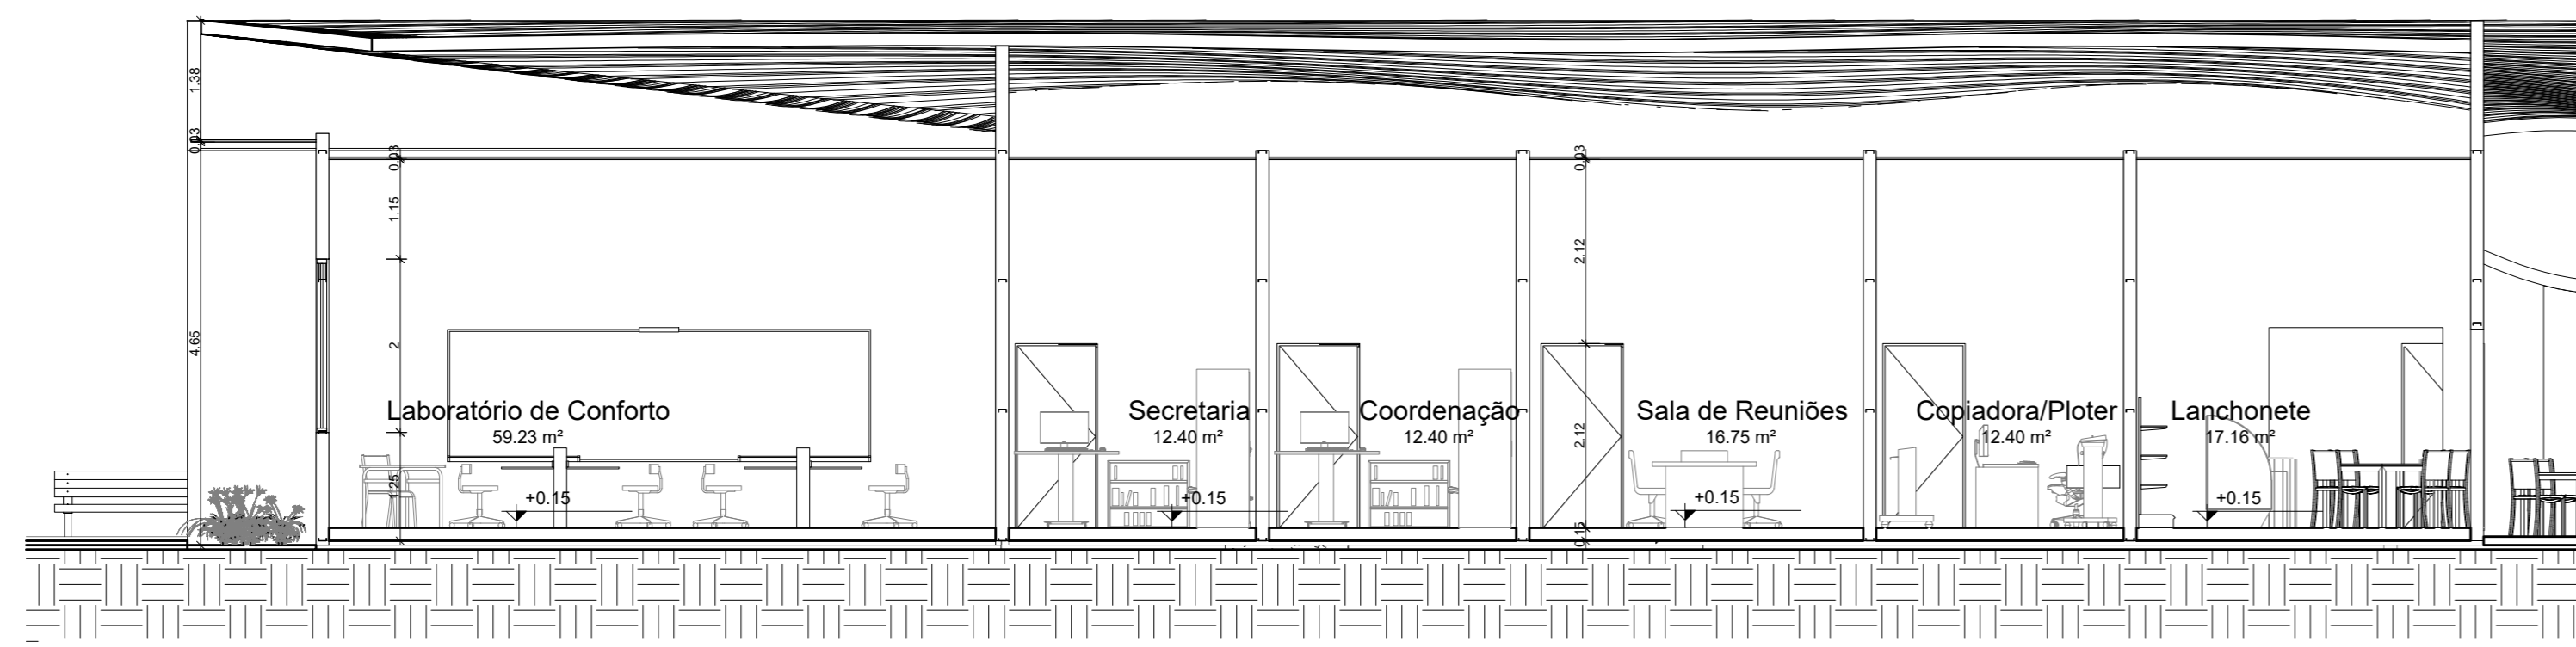 1.38
0.03
4.65
0.03
1.15
2
1.25
0.03
2.12
2.12
0.15
Laboratório de Conforto
59.23 m²
+0.15
Secretaria
12.40 m²
+0.15
Coordenação
12.40 m²
Sala de Reuniões
16.75 m²
+0.15
Copiadora/Ploter
12.40 m²
Lanchonete
17.16 m²
+0.15